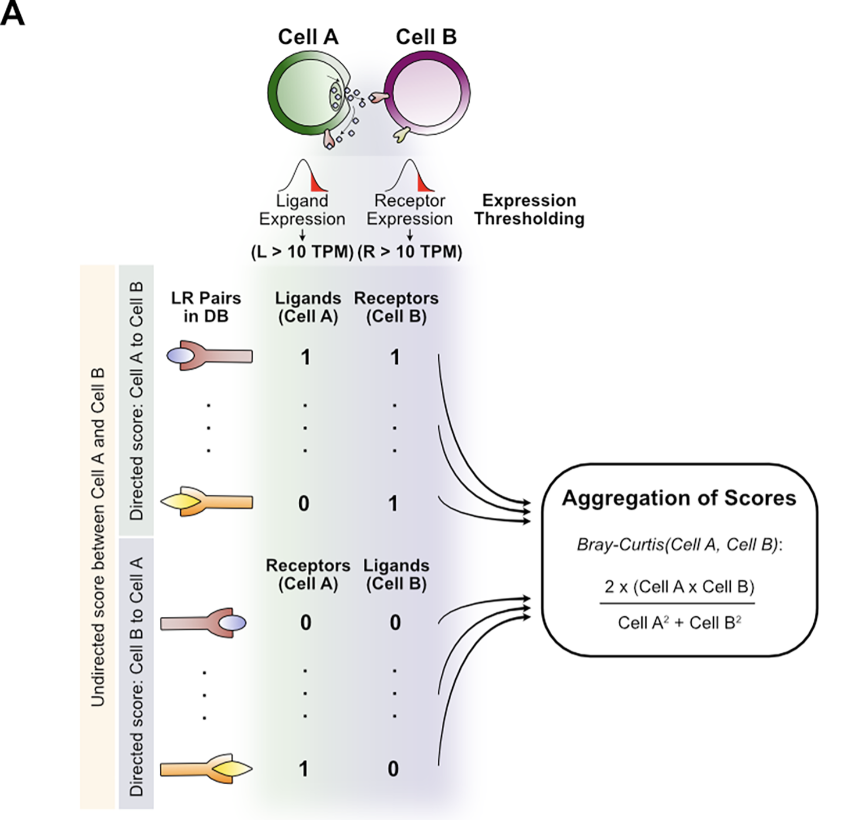 A
Cell A
Cell B
Ligand
Expression
(L > 10 TPM)
Receptor
Expression
(R > 10 TPM)
Expression
Thresholding
Undirected score between Cell A and Cell B
Directed score: Cell A to Cell B
LR Pairs
in DB
Ligands
(Cell A)
Receptors
(Cell B)
1 1
. . .
. . .
. . .
0 1
Directed score: Cell B to Cell A
Receptors
(Cell A)
Ligands
(Cell B)
0 0
. . .
. . .
. . .
1 0
Aggregation of Scores
Bray-Curtis(Cell A, Cell B):
2 x (Cell A x Cell B)
Cell A² + Cell B²